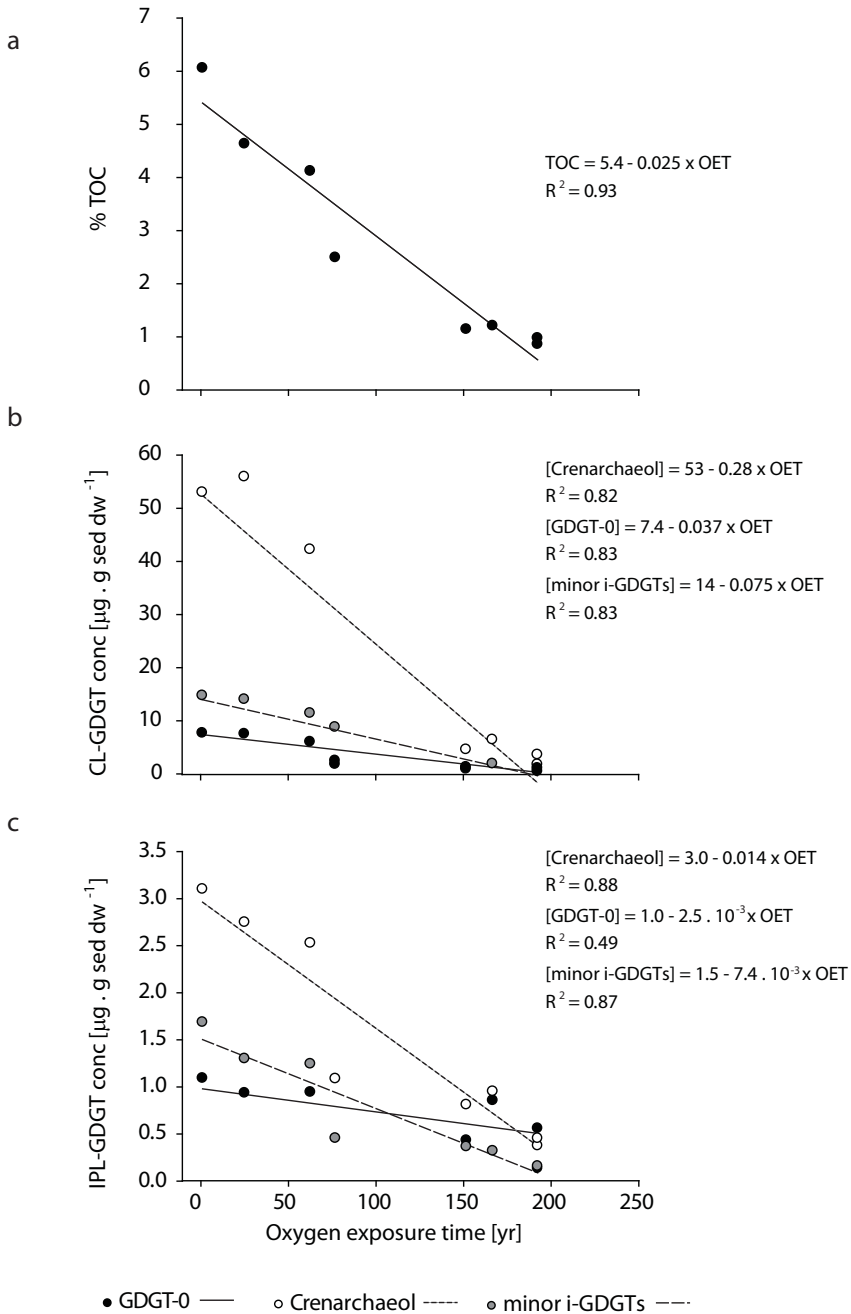 a
7
6
5
4
3
2
1
0
% TOC
TOC = 5.4 - 0.025 x OET
R 2 = 0.93
b
60
50
40
30
20
10
0
CL-GDGT conc [µg . g sed dw -1]
[Crenarchaeol] = 53 - 0.28 x OET
R 2 = 0.82
[GDGT-0] = 7.4 - 0.037 x OET
R 2 = 0.83
[minor i-GDGTs] = 14 - 0.075 x OET
R 2 = 0.83
c
3.5
3.0
2.5
2.0
1.5
1.0
0.5
0.0
IPL-GDGT conc [µg . g sed dw -1]
[Crenarchaeol] = 3.0 - 0.014 x OET
R 2 = 0.88
[GDGT-0] = 1.0 - 2.5 . 10 -3 x OET
R 2 = 0.49
[minor i-GDGTs] = 1.5 - 7.4 . 10 -3 x OET
R 2 = 0.87
0 50 100 150 200 250
Oxygen exposure time [yr]
GDGT-0 Crenarchaeol minor i-GDGTs